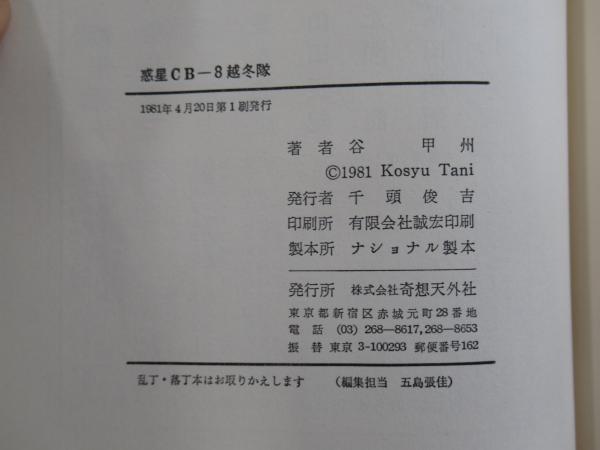 惑星CB－8越冬隊
1981年4月20日第1刷発行
著者 谷 甲州
©1981 Kosyu Tani
発行者 千頭俊吉
印刷所 有限会社誠宏印刷
製本所 ナショナル製本
発行所 株式会社奇想天外社
東京都新宿区赤城元町28番地
電話 (03) 268－8617, 268－8653
振替 東京 3-100293 郵便番号162
乱丁・落丁本はお取りかえします (編集担当 五島張佳)